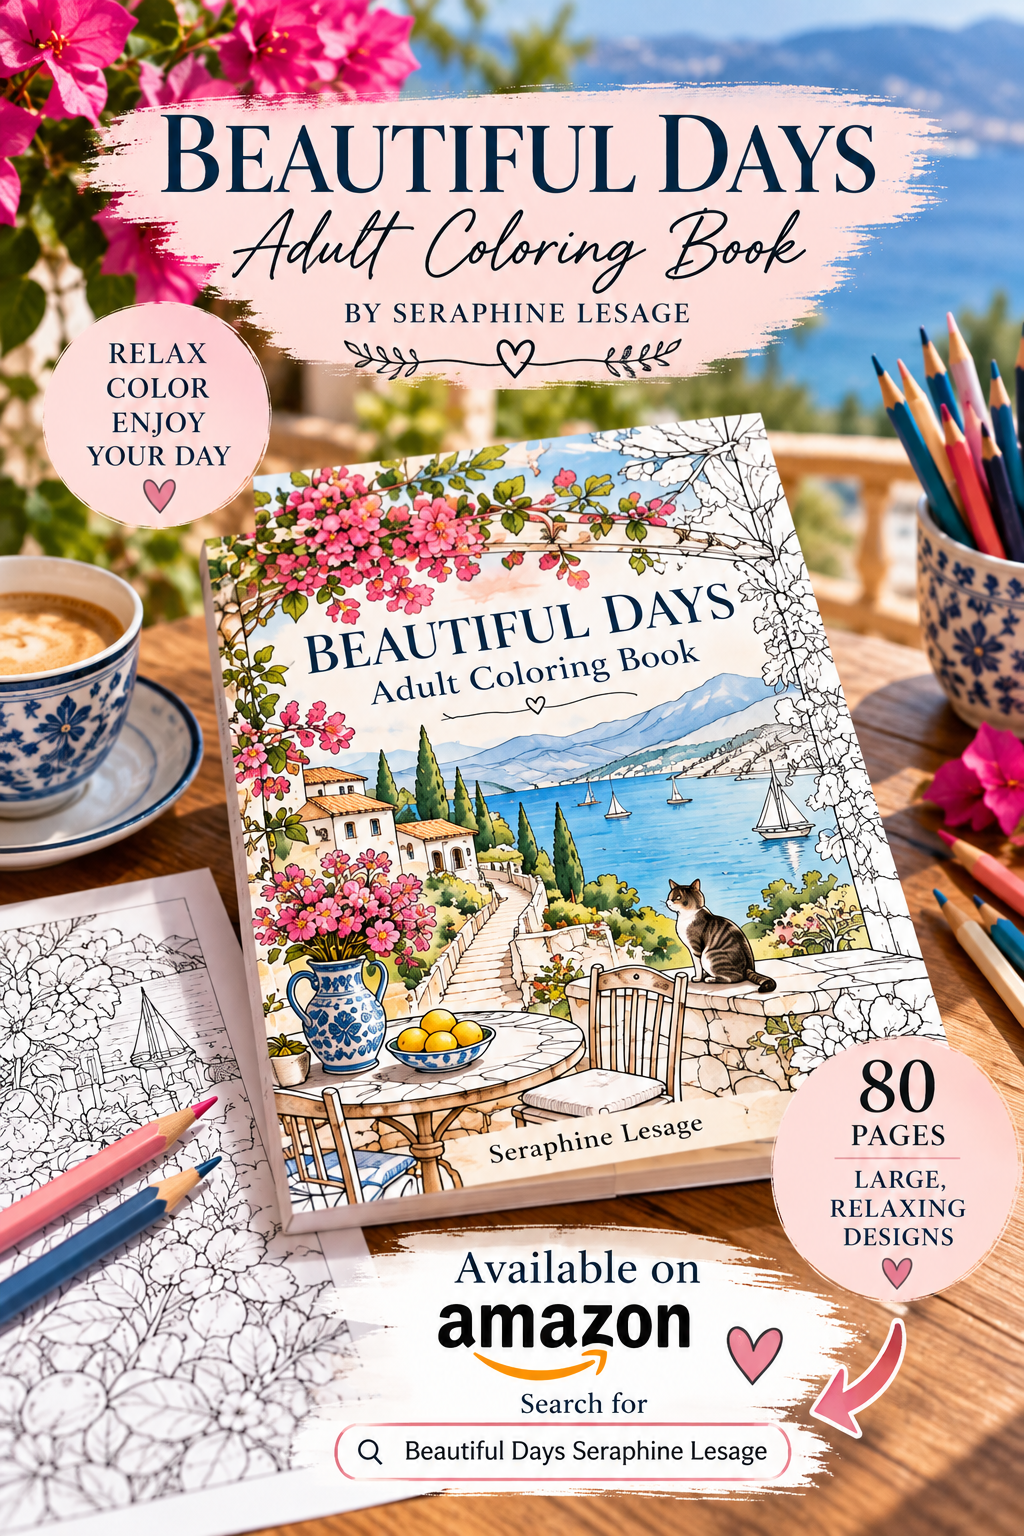 BEAUTIFUL DAYS
Adult Coloring Book
BY SERAPHINE LESAGE
RELAX
COLOR
ENJOY
YOUR DAY
BEAUTIFUL DAYS
Adult Coloring Book
Seraphine Lesage
80
PAGES
LARGE,
RELAXING
DESIGNS
Available on
amazon
Search for
Beautiful Days Seraphine Lesage